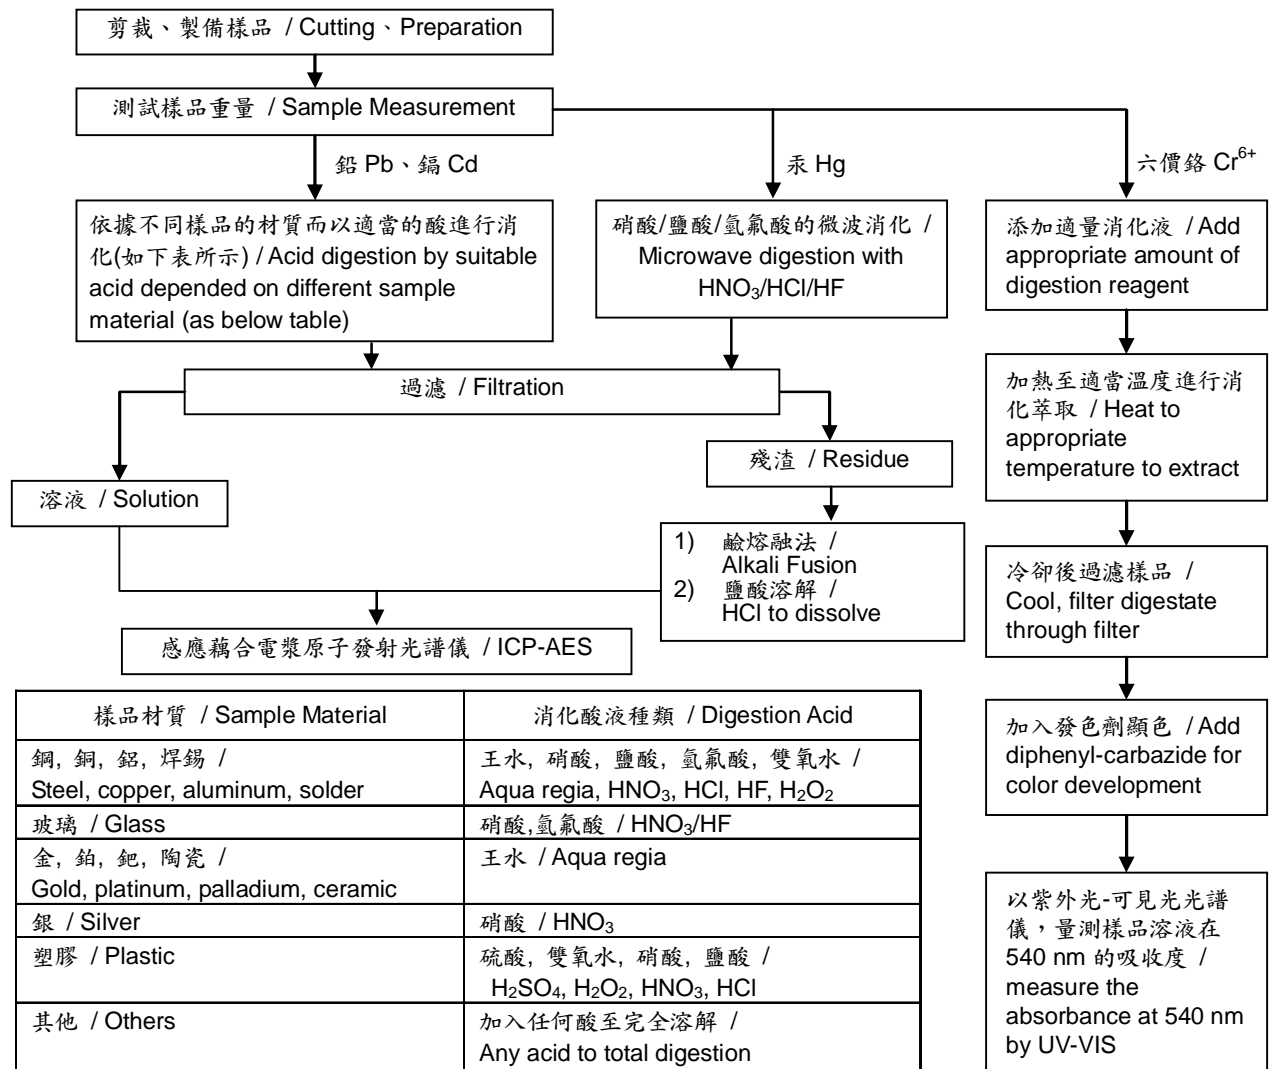 剪裁、製備樣品 / Cutting、Preparation
測試樣品重量 / Sample Measurement
鉛 Pb、鎘 Cd
汞 Hg
六價鉻 Cr⁶⁺
依據不同樣品的材質而以適當的酸進行消
化(如下表所示) / Acid digestion by suitable
acid depended on different sample
material (as below table)
硝酸/鹽酸/氫氟酸的微波消化 /
Microwave digestion with
HNO₃/HCl/HF
添加適量消化液 / Add
appropriate amount of
digestion reagent
過濾 / Filtration
加熱至適當溫度進行消
化萃取 / Heat to
appropriate
temperature to extract
溶液 / Solution
殘渣 / Residue
1) 鹼熔融法 /
Alkali Fusion
2) 鹽酸溶解 /
HCl to dissolve
冷卻後過濾樣品 /
Cool, filter digestate
through filter
感應藕合電漿原子發射光譜儀 / ICP-AES
加入發色劑顯色 / Add
diphenyl-carbazide for
color development
以紫外光-可見光光譜
儀，量測樣品溶液在
540 nm 的吸收度 /
measure the
absorbance at 540 nm
by UV-VIS
樣品材質 / Sample Material
消化酸液種類 / Digestion Acid
鋼, 銅, 鋁, 焊錫 /
Steel, copper, aluminum, solder
王水, 硝酸, 鹽酸, 氫氟酸, 雙氧水 /
Aqua regia, HNO₃, HCl, HF, H₂O₂
玻璃 / Glass
硝酸,氫氟酸 / HNO₃/HF
金, 鉑, 鈀, 陶瓷 /
Gold, platinum, palladium, ceramic
王水 / Aqua regia
銀 / Silver
硝酸 / HNO₃
塑膠 / Plastic
硫酸, 雙氧水, 硝酸, 鹽酸 /
H₂SO₄, H₂O₂, HNO₃, HCl
其他 / Others
加入任何酸至完全溶解 /
Any acid to total digestion